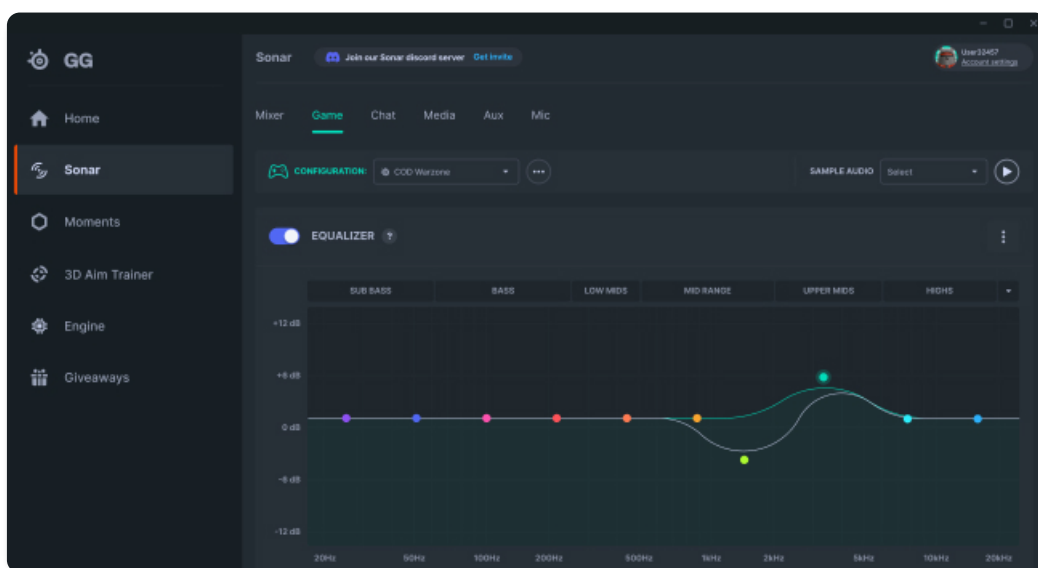 GG
Home
Sonar
Moments
3D Aim Trainer
Engine
Giveaways
Sonar
Join our Sonar discord server Get invite
User32457
Account settings
Mixer Game Chat Media Aux Mic
CONFIGURATION: COD Warzone
SAMPLE AUDIO Select
EQUALIZER ?
SUB BASS BASS LOW MIDS MID RANGE UPPER MIDS HIGHS
+12 dB
+6 dB
0 dB
-6 dB
-12 dB
20Hz 50Hz 100Hz 200Hz 500Hz 1kHz 2kHz 5kHz 10kHz 20kHz